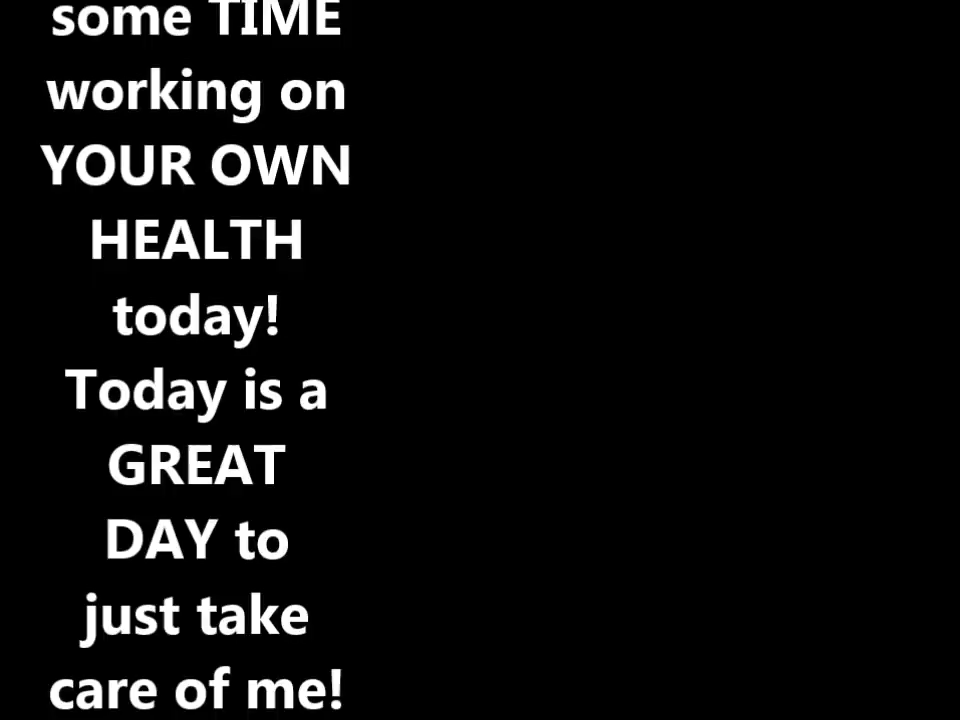 some TIME
working on
YOUR OWN
HEALTH
today!
Today is a
GREAT
DAY to
just take
care of me!